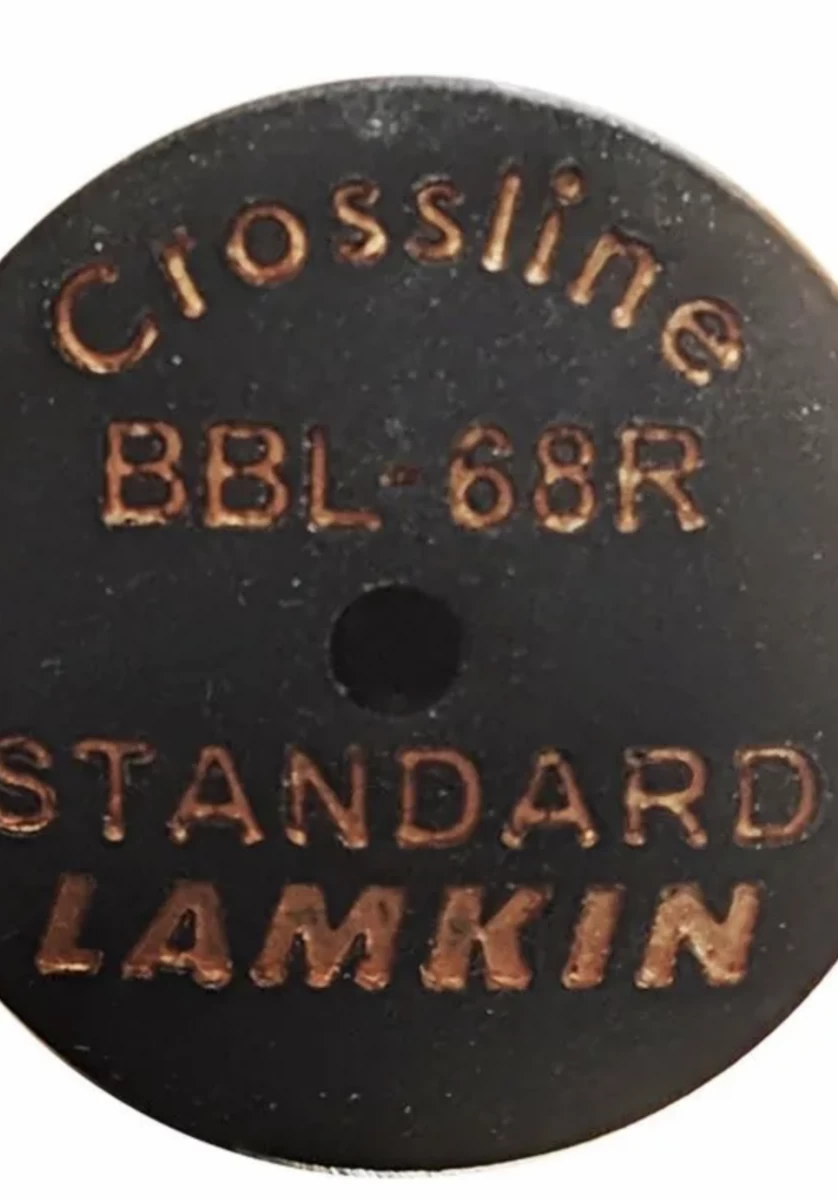 Crossline
BBL-68R
STANDARD
LAMKIN